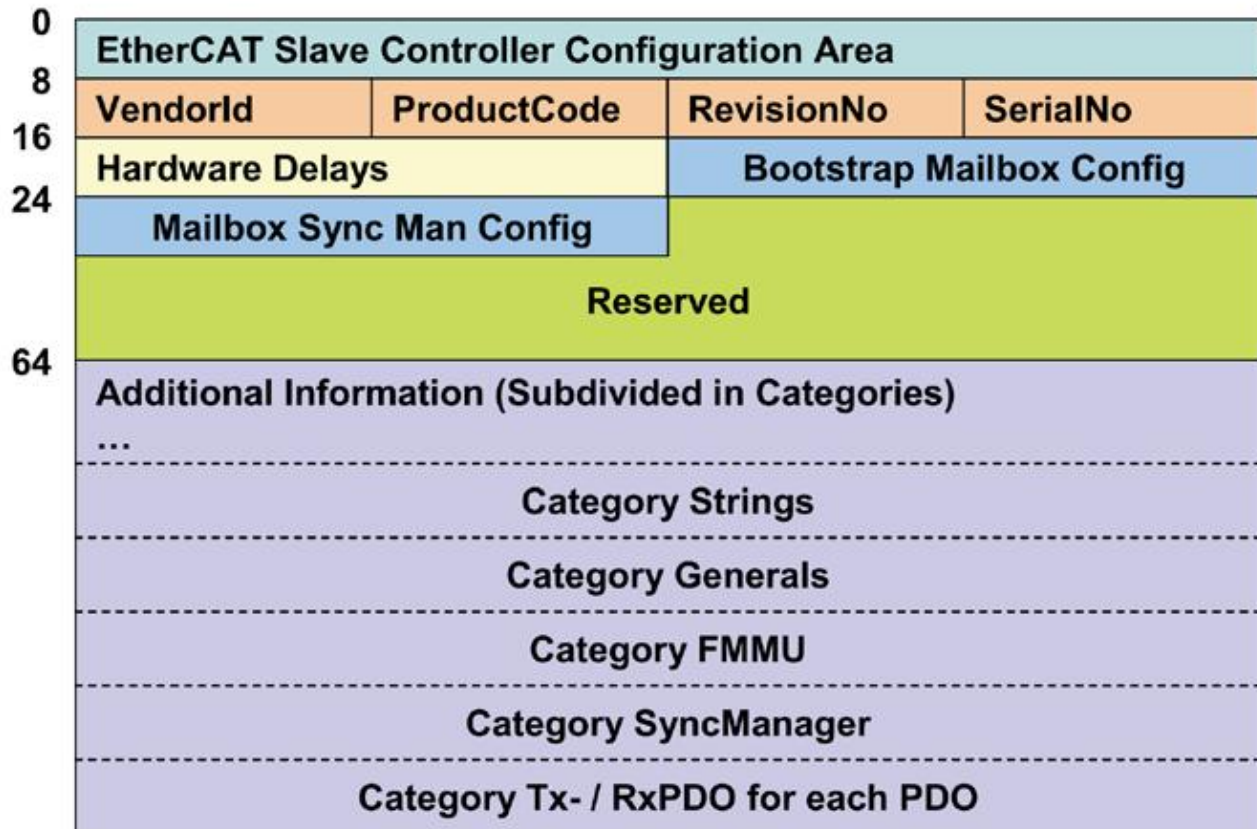 0
EtherCAT Slave Controller Configuration Area
8
VendorId ProductCode RevisionNo SerialNo
16
Hardware Delays Bootstrap Mailbox Config
24
Mailbox Sync Man Config
Reserved
64
Additional Information (Subdivided in Categories)
...
Category Strings
Category Generals
Category FMMU
Category SyncManager
Category Tx- / RxPDO for each PDO